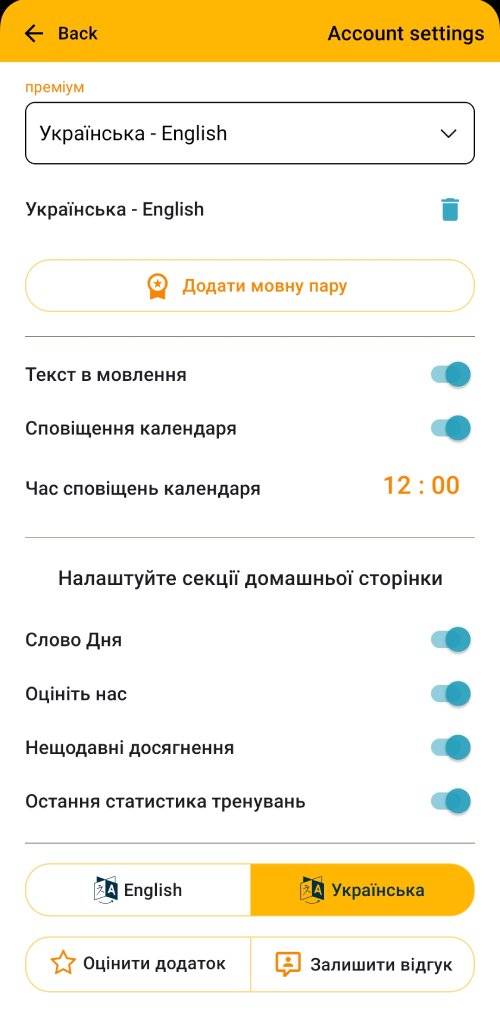 Back Account settings
преміум
Українська - English
Українська - English
Додати мовну пару
Текст в мовлення
Сповіщення календаря
Час сповіщень календаря 12 : 00
Налаштуйте секції домашньої сторінки
Слово Дня
Оцініть нас
Нещодавні досягнення
Остання статистика тренувань
English Українська
Оцінити додаток Залишити відгук